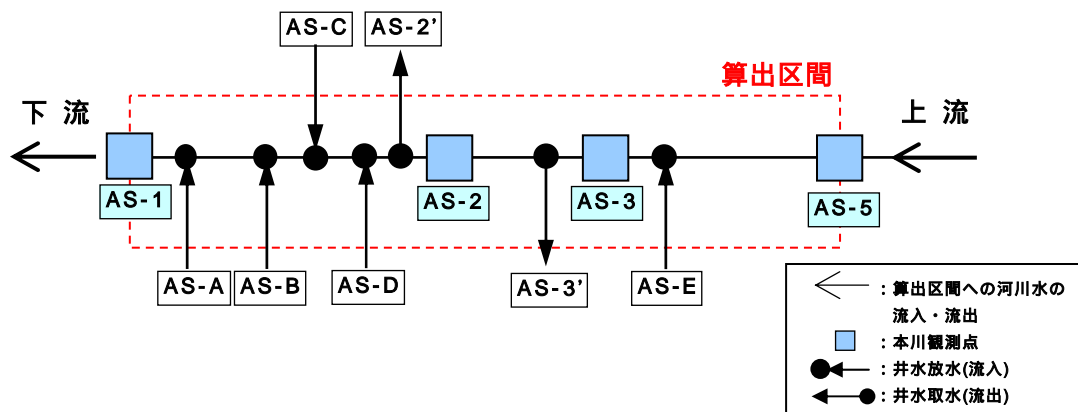 AS-C
AS-2'
算出区間
下 流
上 流
AS-1
AS-2
AS-3
AS-5
AS-A
AS-B
AS-D
AS-3'
AS-E
：算出区間への河川水の
流入・流出
：本川観測点
：井水放水(流入)
：井水取水(流出)